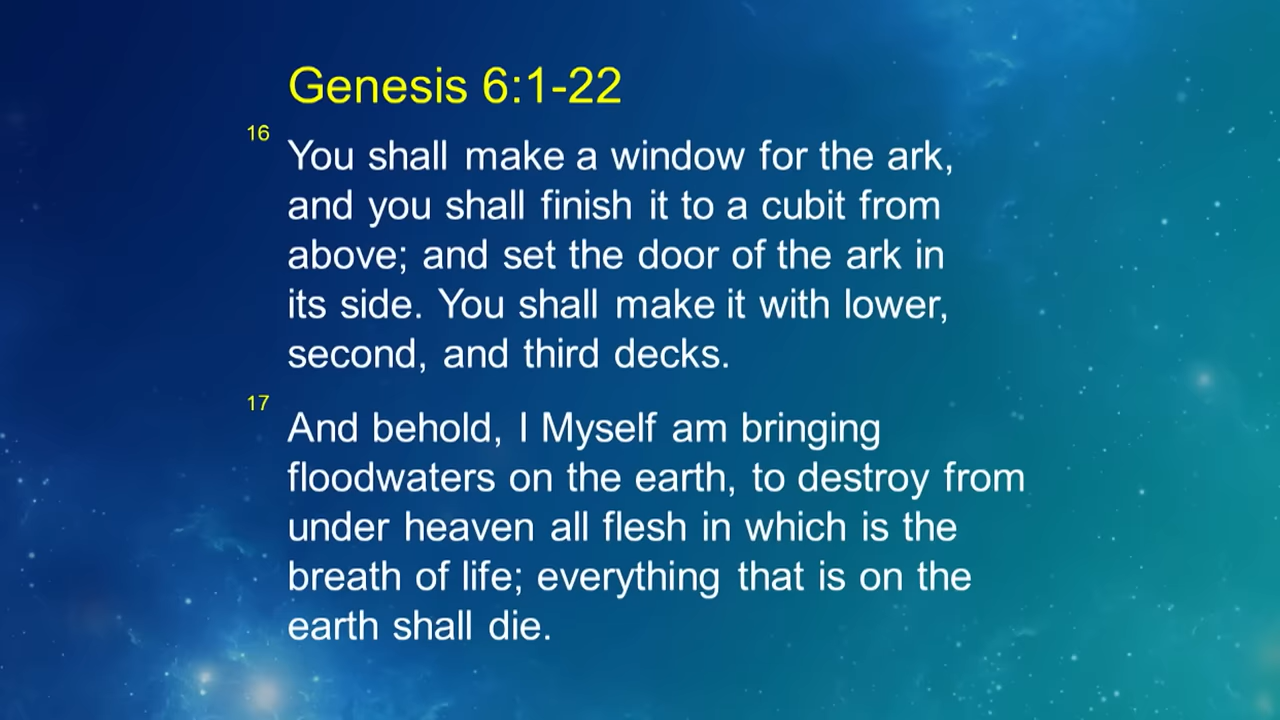 Genesis 6:1-22
16
You shall make a window for the ark,
and you shall finish it to a cubit from
above; and set the door of the ark in
its side. You shall make it with lower,
second, and third decks.
17
And behold, I Myself am bringing
floodwaters on the earth, to destroy from
under heaven all flesh in which is the
breath of life; everything that is on the
earth shall die.